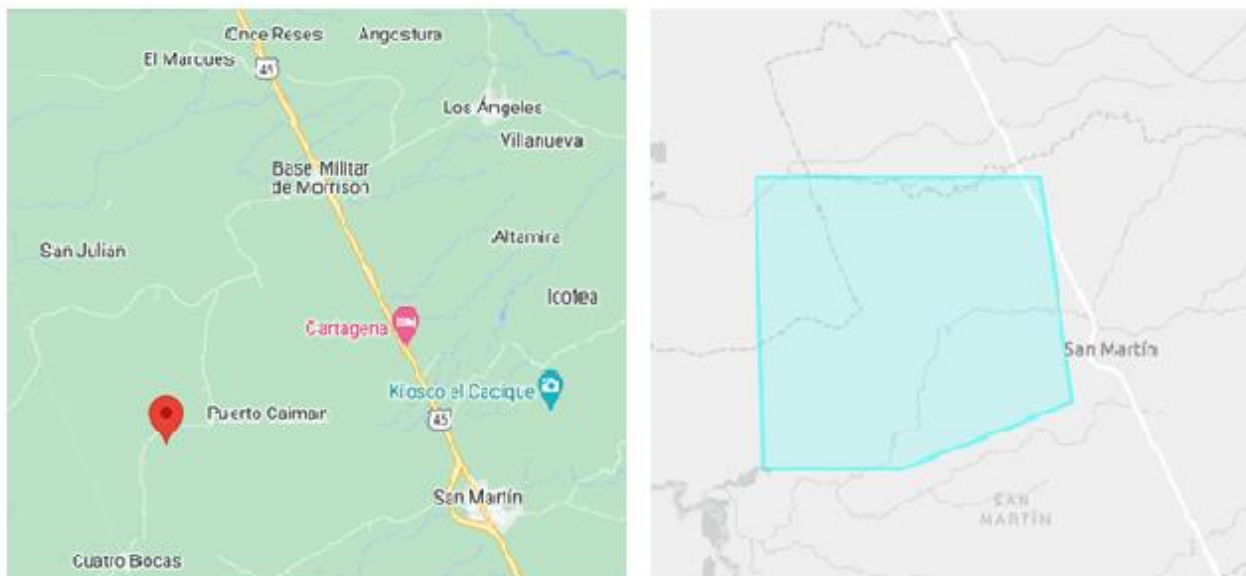 Once Reses
Angostura
El Marques
45
Los Ángeles
Villanueva
Base Militar
de Morrison
San Julián
Altamira
Icotea
Cartagena
Kiosco el Cacique
Puerto Caiman
45
San Martín
Cuatro Bocas
San Martín
SAN
MARTÍN